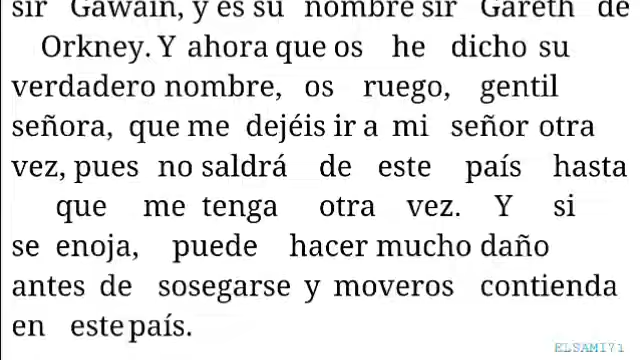 sir Gawain, y es su nombre sir Gareth de
Orkney. Y ahora que os he dicho su
verdadero nombre, os ruego, gentil
señora, que me dejéis ir a mi señor otra
vez, pues no saldrá de este país hasta
que me tenga otra vez. Y si
se enoja, puede hacer mucho daño
antes de sosegarse y moveros contienda
en este país.
ELSAMI71